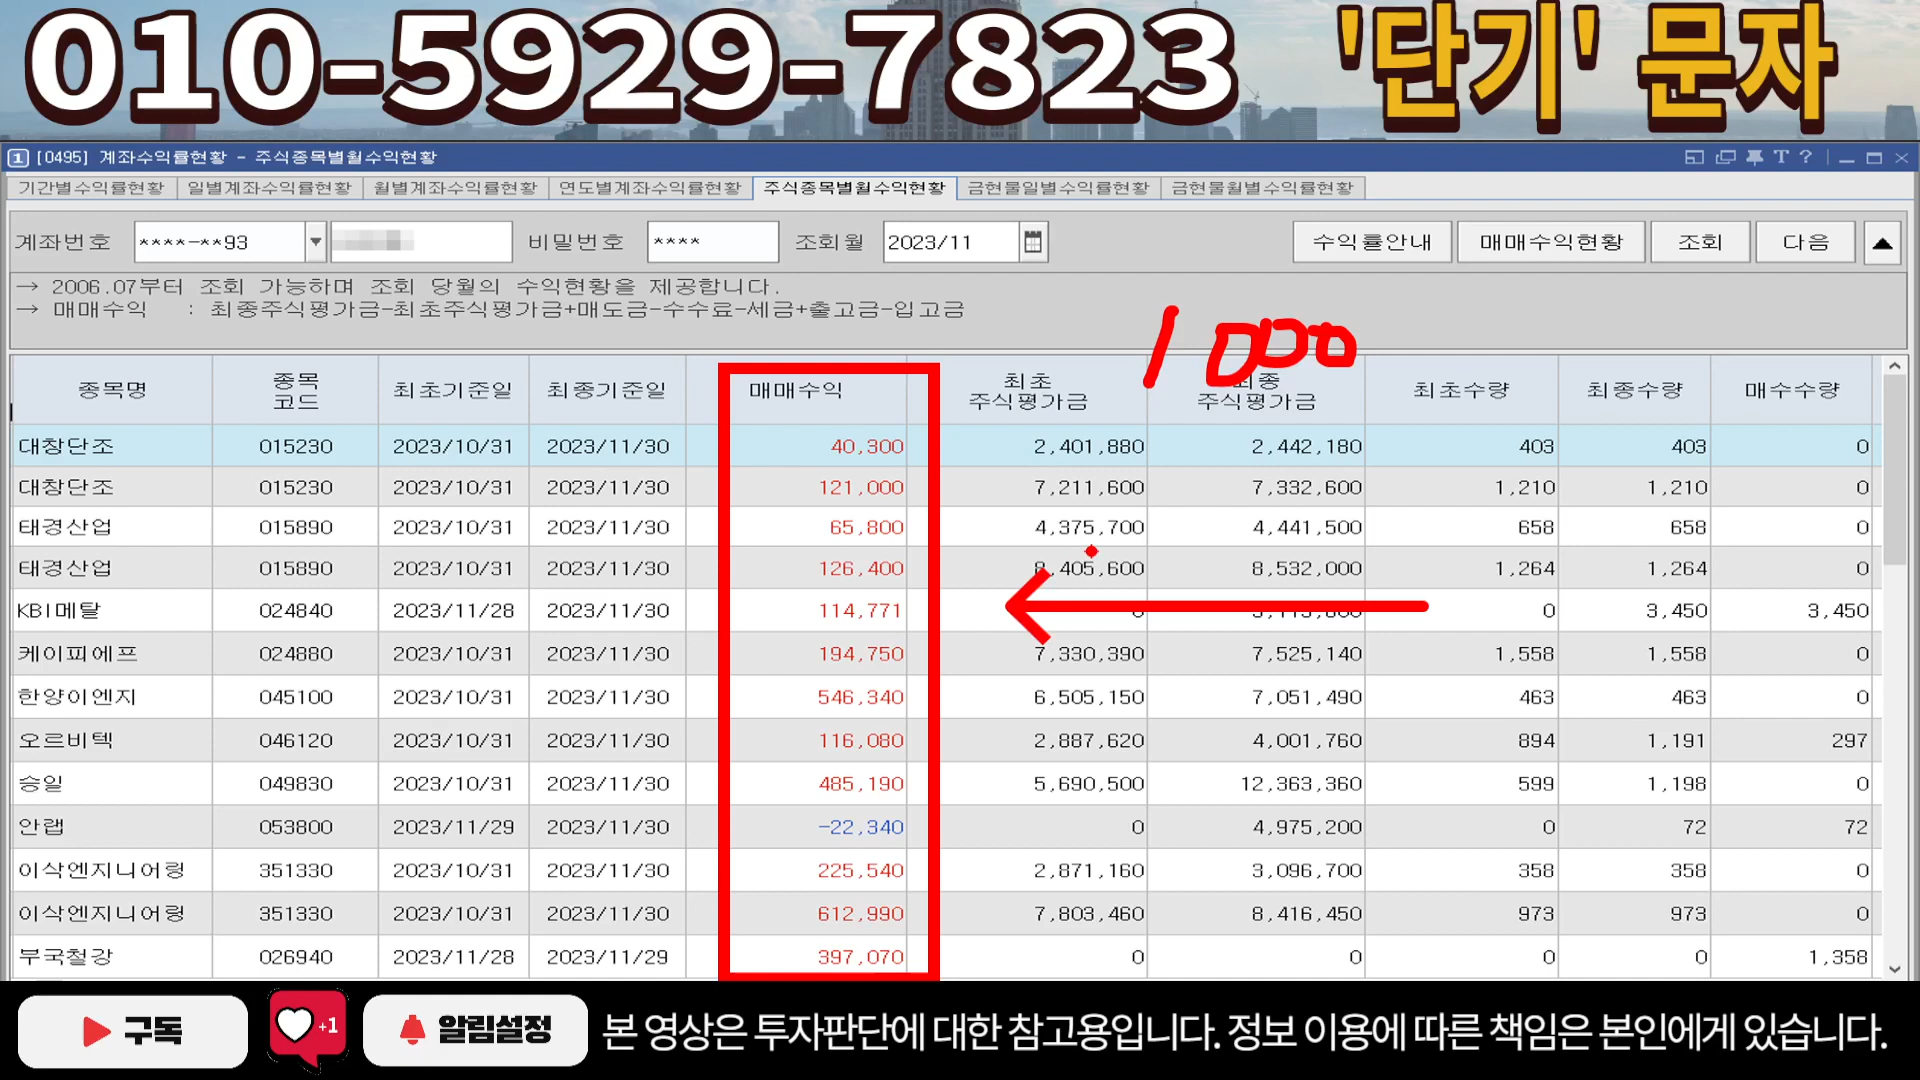 010-5929-7823 '단기' 문자
1 [0495] 계좌수익률현황 - 주식종목별월수익현황
기간별수익률현황 일별계좌수익률현황 월별계좌수익률현황 연도별계좌수익률현황 주식종목별월수익현황 금현물일별수익률현황 금현물월별수익률현황
계좌번호 ****-**93 비밀번호 **** 조회월 2023/11 수익률안내 매매수익현황 조회 다음
→ 2006.07부터 조회 가능하며 조회 당월의 수익현황을 제공합니다.
→ 매매수익 : 최종주식평가금-최초주식평가금+매도금-수수료-세금+출고금-입고금
1000
종목명 종목코드 최초기준일 최종기준일 매매수익 최초주식평가금 최종주식평가금 최초수량 최종수량 매수수량
대창단조 015230 2023/10/31 2023/11/30 40,300 2,401,880 2,442,180 403 403 0
대창단조 015230 2023/10/31 2023/11/30 121,000 7,211,600 7,332,600 1,210 1,210 0
태경산업 015890 2023/10/31 2023/11/30 65,800 4,375,700 4,441,500 658 658 0
태경산업 015890 2023/10/31 2023/11/30 126,400 8,405,600 8,532,000 1,264 1,264 0
KBI메탈 024840 2023/11/28 2023/11/30 114,771 0 0 3,450 3,450
케이피에프 024880 2023/10/31 2023/11/30 194,750 7,330,390 7,525,140 1,558 1,558 0
한양이엔지 045100 2023/10/31 2023/11/30 546,340 6,505,150 7,051,490 463 463 0
오르비텍 046120 2023/10/31 2023/11/30 116,080 2,887,620 4,001,760 894 1,191 297
승일 049830 2023/10/31 2023/11/30 485,190 5,690,500 12,363,360 599 1,198 0
안랩 053800 2023/11/29 2023/11/30 -22,340 0 4,975,200 0 72 72
이삭엔지니어링 351330 2023/10/31 2023/11/30 225,540 2,871,160 3,096,700 358 358 0
이삭엔지니어링 351330 2023/10/31 2023/11/30 612,990 7,803,460 8,416,450 973 973 0
부국철강 026940 2023/11/28 2023/11/29 397,070 0 0 0 0 1,358
구독 +1 알림설정 본 영상은 투자판단에 대한 참고용입니다. 정보 이용에 따른 책임은 본인에게 있습니다.